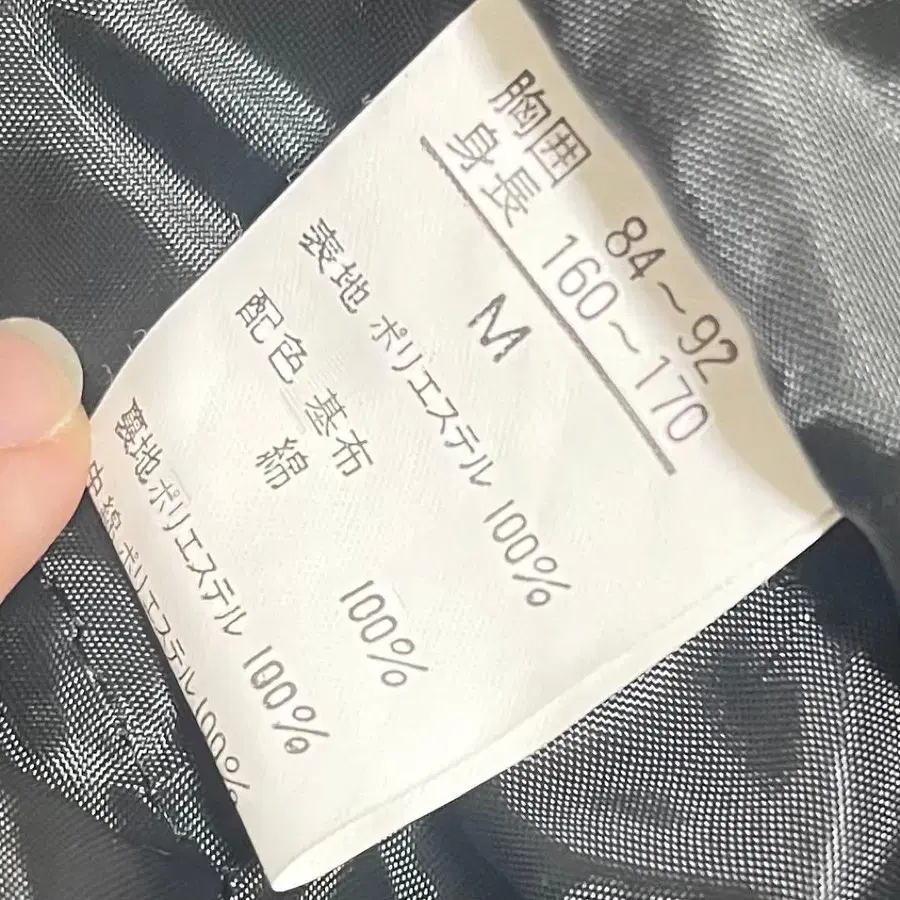 胸囲 84～92
身長 160～170
M
表地 ポリエステル 100%
配色 基布
綿 100%
裏地 ポリエステル 100%
中綿 ポリエステル 100%